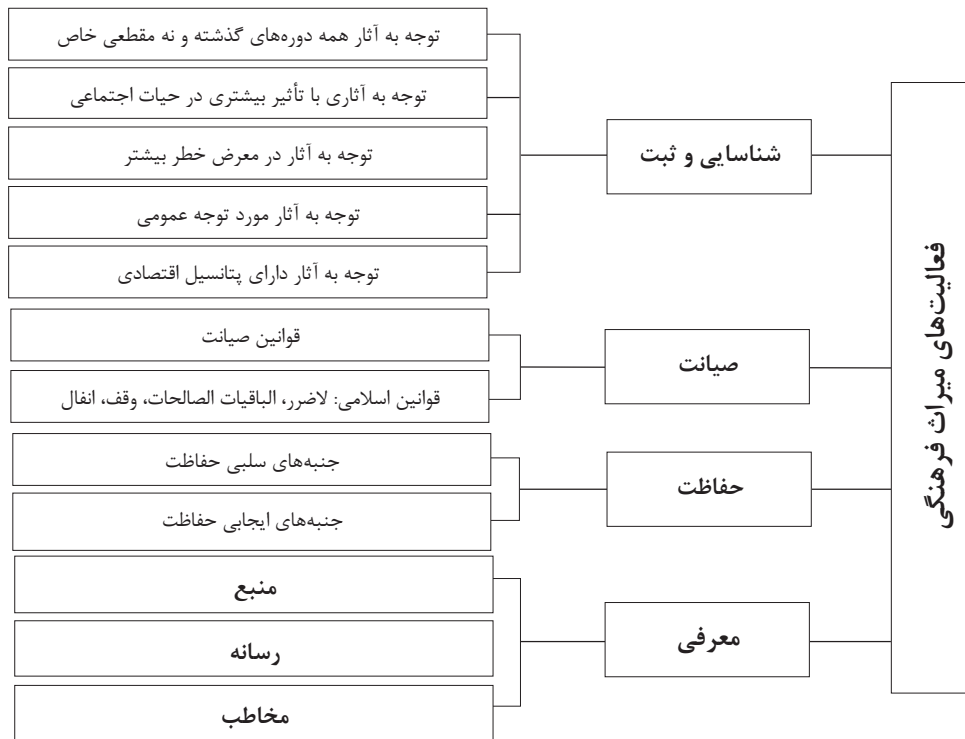 فعالیت‌های میراث فرهنگی
شناسایی و ثبت
توجه به آثار همه دوره‌های گذشته و نه مقطعی خاص
توجه به آثاری با تأثیر بیشتری در حیات اجتماعی
توجه به آثار در معرض خطر بیشتر
توجه به آثار مورد توجه عمومی
توجه به آثار دارای پتانسیل اقتصادی
صیانت
قوانین صیانت
قوانین اسلامی: لاضرر، الباقیات الصالحات، وقف، انفال
حفاظت
جنبه‌های سلبی حفاظت
جنبه‌های ایجابی حفاظت
معرفی
منبع
رسانه
مخاطب